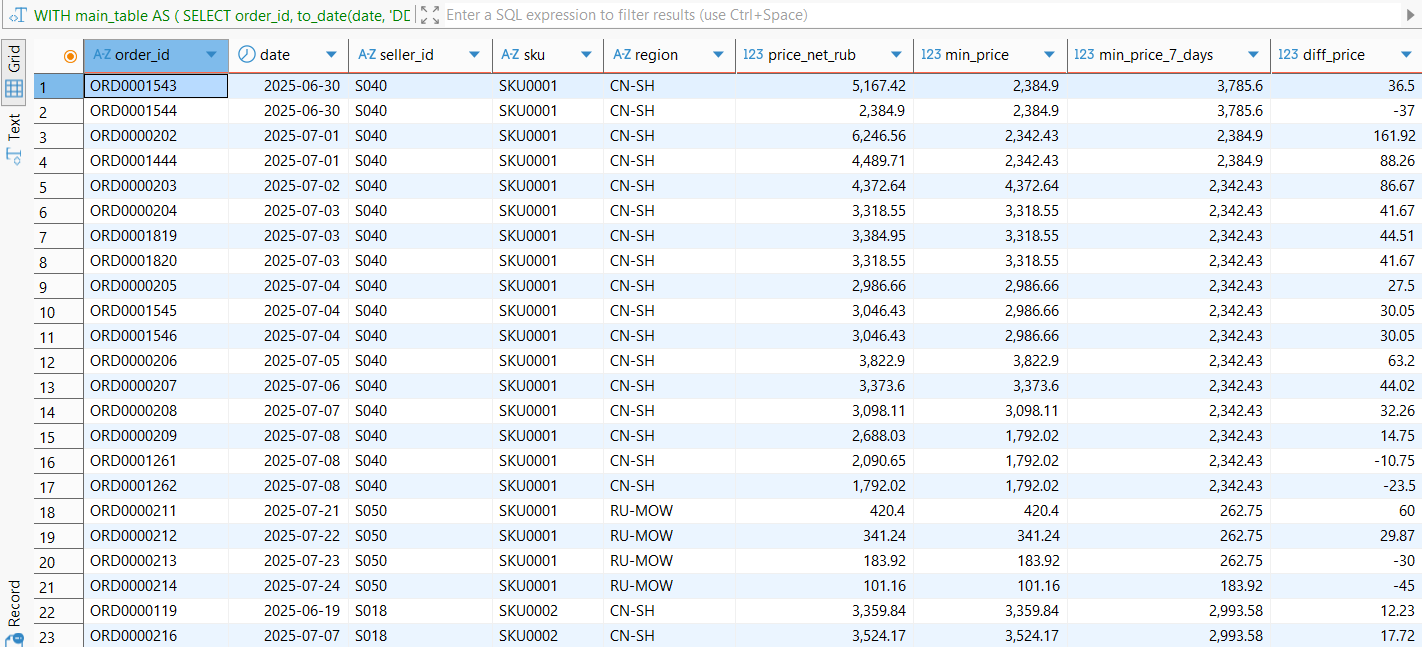 WITH main_table AS ( SELECT order_id, to_date(date, 'DD Enter a SQL expression to filter results (use Ctrl+Space)
Grid
Text
Record
A-Z order_id date A-Z seller_id A-Z sku A-Z region 123 price_net_rub 123 min_price 123 min_price_7_days 123 diff_price
1 ORD0001543 2025-06-30 S040 SKU0001 CN-SH 5,167.42 2,384.9 3,785.6 36.5
2 ORD0001544 2025-06-30 S040 SKU0001 CN-SH 2,384.9 2,384.9 3,785.6 -37
3 ORD0000202 2025-07-01 S040 SKU0001 CN-SH 6,246.56 2,342.43 2,384.9 161.92
4 ORD0001444 2025-07-01 S040 SKU0001 CN-SH 4,489.71 2,342.43 2,384.9 88.26
5 ORD0000203 2025-07-02 S040 SKU0001 CN-SH 4,372.64 4,372.64 2,342.43 86.67
6 ORD0000204 2025-07-03 S040 SKU0001 CN-SH 3,318.55 3,318.55 2,342.43 41.67
7 ORD0001819 2025-07-03 S040 SKU0001 CN-SH 3,384.95 3,318.55 2,342.43 44.51
8 ORD0001820 2025-07-03 S040 SKU0001 CN-SH 3,318.55 3,318.55 2,342.43 41.67
9 ORD0000205 2025-07-04 S040 SKU0001 CN-SH 2,986.66 2,986.66 2,342.43 27.5
10 ORD0001545 2025-07-04 S040 SKU0001 CN-SH 3,046.43 2,986.66 2,342.43 30.05
11 ORD0001546 2025-07-04 S040 SKU0001 CN-SH 3,046.43 2,986.66 2,342.43 30.05
12 ORD0000206 2025-07-05 S040 SKU0001 CN-SH 3,822.9 3,822.9 2,342.43 63.2
13 ORD0000207 2025-07-06 S040 SKU0001 CN-SH 3,373.6 3,373.6 2,342.43 44.02
14 ORD0000208 2025-07-07 S040 SKU0001 CN-SH 3,098.11 3,098.11 2,342.43 32.26
15 ORD0000209 2025-07-08 S040 SKU0001 CN-SH 2,688.03 1,792.02 2,342.43 14.75
16 ORD0001261 2025-07-08 S040 SKU0001 CN-SH 2,090.65 1,792.02 2,342.43 -10.75
17 ORD0001262 2025-07-08 S040 SKU0001 CN-SH 1,792.02 1,792.02 2,342.43 -23.5
18 ORD0000211 2025-07-21 S050 SKU0001 RU-MOW 420.4 420.4 262.75 60
19 ORD0000212 2025-07-22 S050 SKU0001 RU-MOW 341.24 341.24 262.75 29.87
20 ORD0000213 2025-07-23 S050 SKU0001 RU-MOW 183.92 183.92 262.75 -30
21 ORD0000214 2025-07-24 S050 SKU0001 RU-MOW 101.16 101.16 183.92 -45
22 ORD0000119 2025-06-19 S018 SKU0002 CN-SH 3,359.84 3,359.84 2,993.58 12.23
23 ORD0000216 2025-07-07 S018 SKU0002 CN-SH 3,524.17 3,524.17 2,993.58 17.72